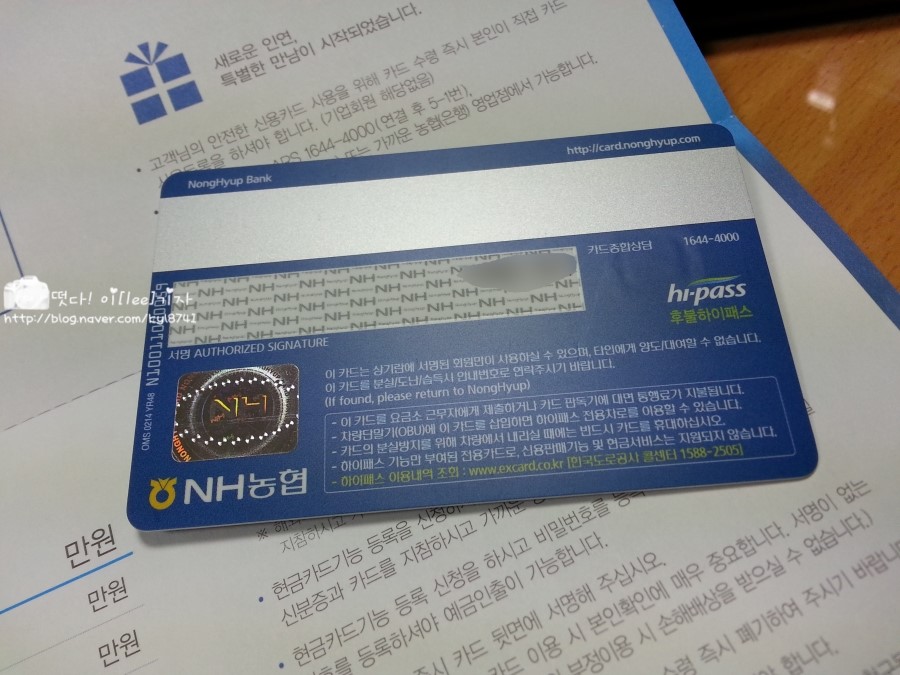 새로운 인연,
특별한 만남이 시작되었습니다.
고객님의 안전한 신용카드 사용을 위해 카드 수령 즉시 본인이 직접 카드
하셔야 합니다. (기업회원 해당없음)
ARS 1644-4000(연결 후 5-1번),
또는 가까운 농협(은행) 영업점에서 가능합니다.
NongHyup Bank
http://card.nonghyup.com
카드종합상담 1644-4000
hi-pass
후불하이패스
떴다! 이[lee]기자
http://blog.naver.com/kyl8741
서명 AUTHORIZED SIGNATURE
이 카드는 상기란에 서명된 회원만이 사용하실 수 있으며, 타인에게 양도/대여할 수 없습니다.
이 카드를 분실/도난/습득시 안내번호로 연락주시기 바랍니다.
(If found, please return to NongHyup)
- 이 카드를 요금소 근무자에게 제출하거나 카드 판독기에 대면 통행료가 지불됩니다.
- 차량단말기(OBU)에 이 카드를 삽입하면 하이패스 전용차로를 이용할 수 있습니다.
- 카드의 분실방지를 위해 차량에서 내리실 때에는 반드시 카드를 휴대하십시오.
- 하이패스 기능만 부여된 전용카드로, 신용판매기능 및 현금서비스는 지원되지 않습니다.
- 하이패스 이용내역 조회 : www.excard.co.kr [한국도로공사 콜센터 1588-2505]
OMS 0214 YR48
NH
NH농협
만원
만원
만원
현금카드기능 등록을 신청하
지참하시고 가
신분증과 카드를 지참하시고 가까운
현금카드기능 등록 신청을 하시고 비밀번호를 등록
호를 등록하셔야 예금인출이 가능합니다.
즉시 카드 뒷면에 서명해 주십시오.
카드 이용 시 본인확인에 매우 중요합니다. 서명이 없는
부정이용 시 손해배상을 받으실 수 없습니다.)
수령 즉시 폐기하여 주시기 바랍니